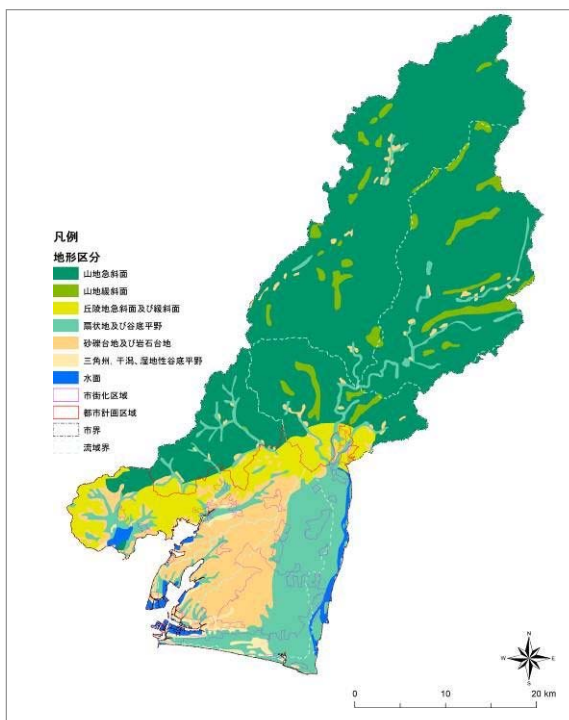 凡例
地形区分
山地急斜面
山地緩斜面
丘陵地急斜面及び緩斜面
扇状地及び谷底平野
砂礫台地及び岩石台地
三角州、干潟、湿地性谷底平野
水面
市街化区域
都市計画区域
市界
流域界
N
W E
S
0 10 20 km